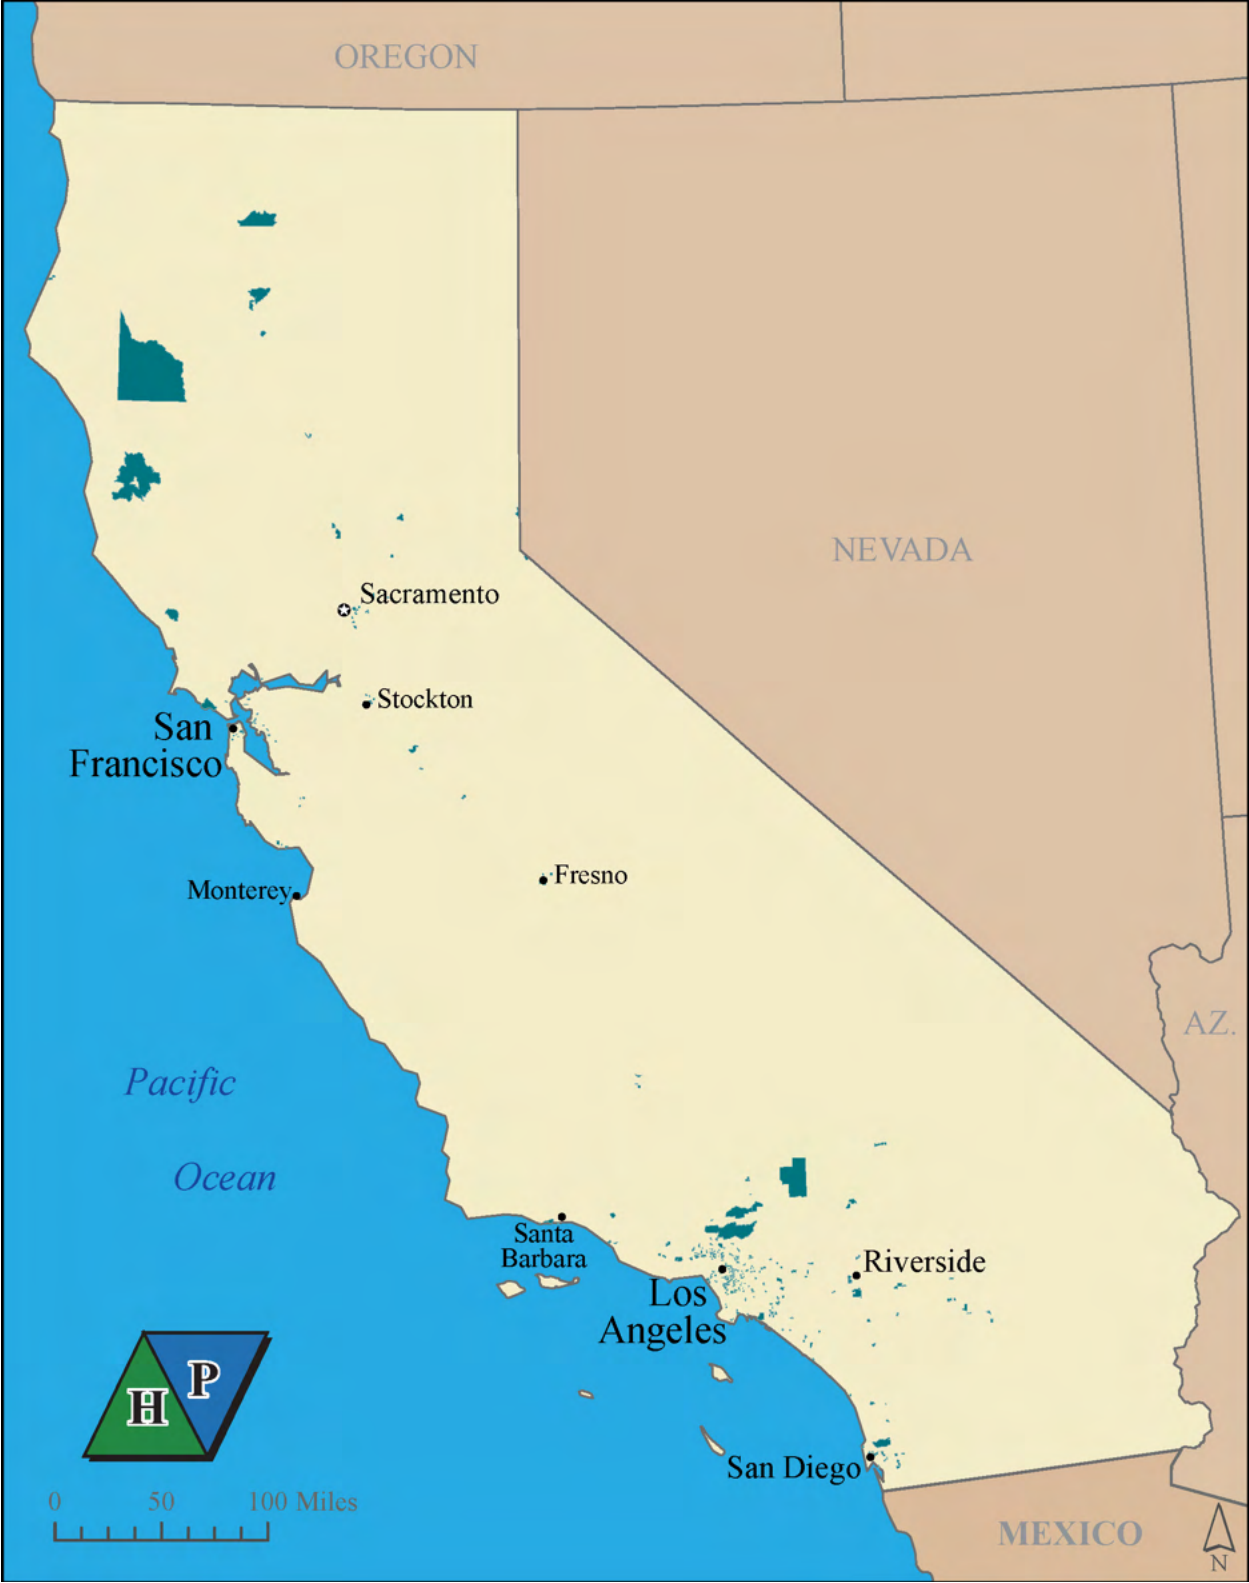 OREGON
NEVADA
Sacramento
Stockton
San
Francisco
Fresno
Monterey
AZ.
Pacific
Ocean
Santa
Barbara
Riverside
Los
Angeles
H
P
San Diego
0 50 100 Miles
MEXICO
N